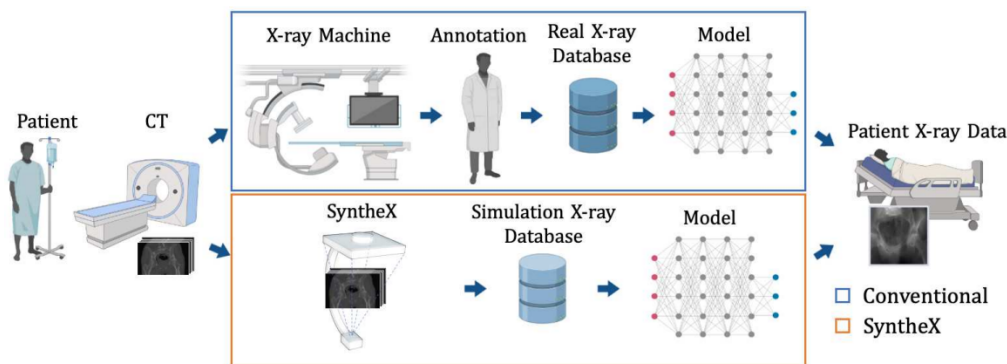 Patient
CT
X-ray Machine
Annotation
Real X-ray
Database
Model
SyntheX
Simulation X-ray
Database
Model
Patient X-ray Data
Conventional
SyntheX